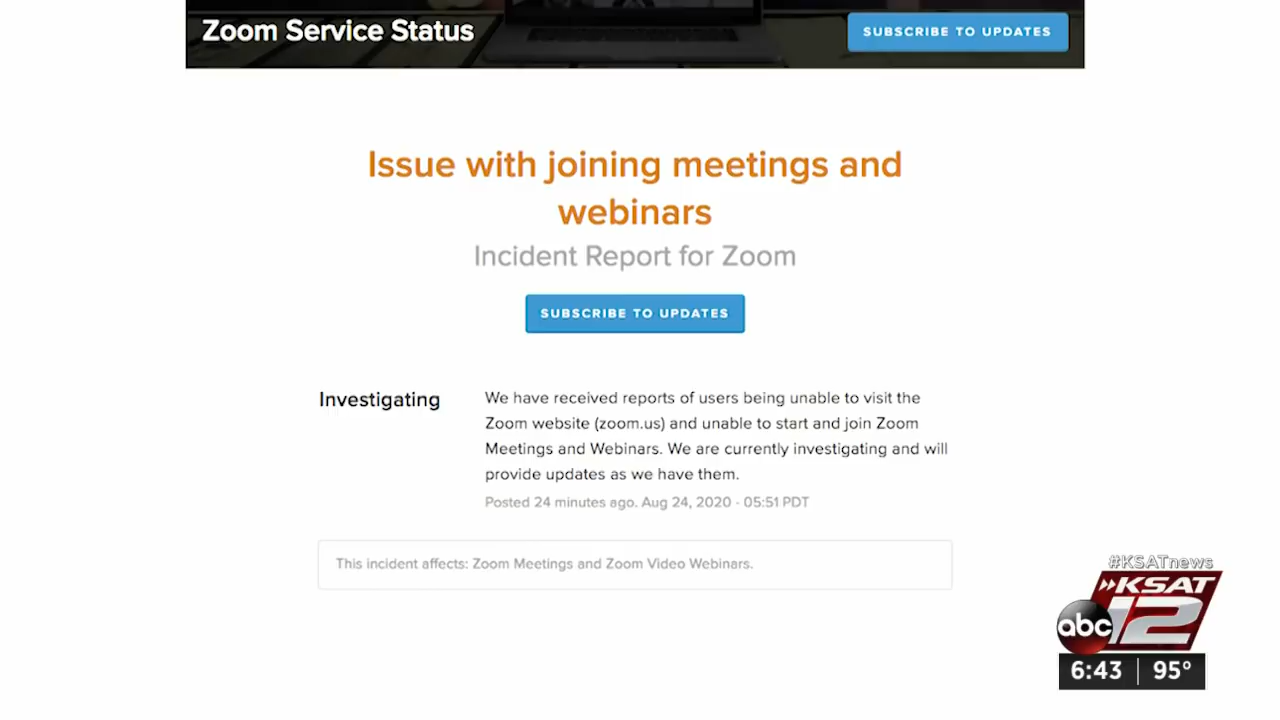 Zoom Service Status
SUBSCRIBE TO UPDATES
Issue with joining meetings and
webinars
Incident Report for Zoom
SUBSCRIBE TO UPDATES
Investigating
We have received reports of users being unable to visit the
Zoom website (zoom.us) and unable to start and join Zoom
Meetings and Webinars. We are currently investigating and will
provide updates as we have them.
Posted 24 minutes ago. Aug 24, 2020 - 05:51 PDT
This incident affects: Zoom Meetings and Zoom Video Webinars.
#KSATnews
KSAT
abc 12
6:43 95°